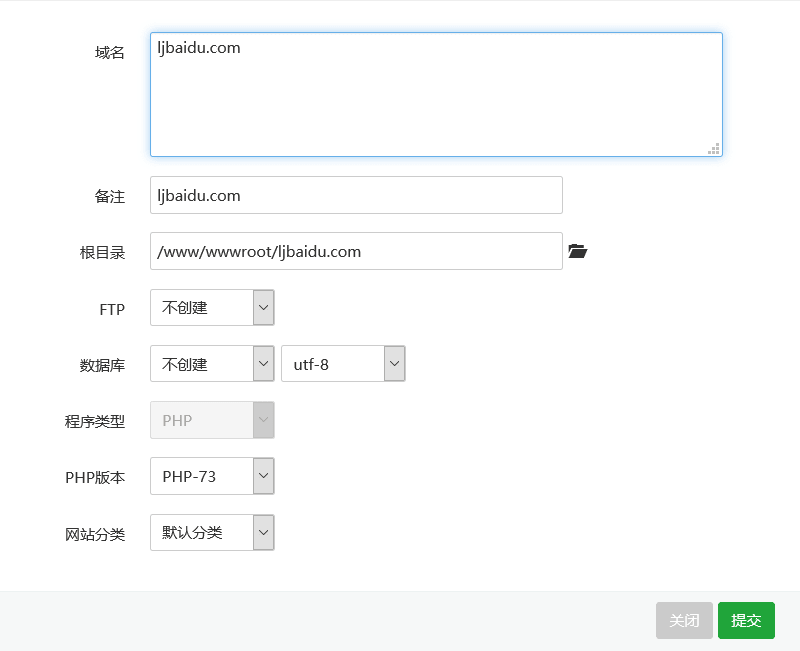 域名 ljbaidu.com
备注 ljbaidu.com
根目录 /www/wwwroot/ljbaidu.com
FTP 不创建
数据库 不创建 utf-8
程序类型 PHP
PHP版本 PHP-73
网站分类 默认分类
关闭 提交